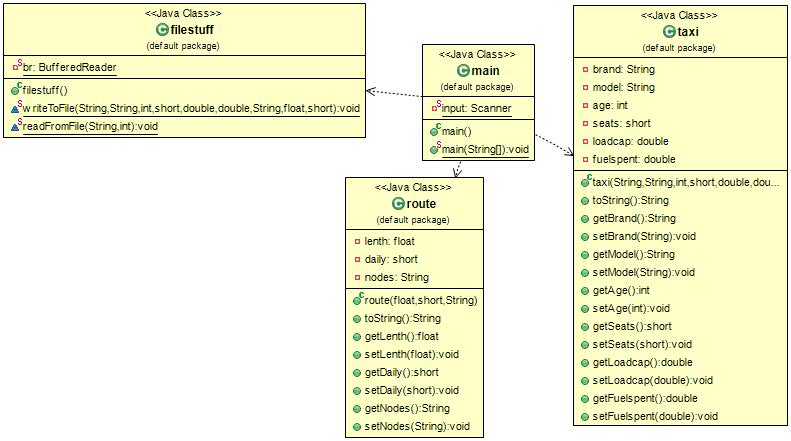 <<Java Class>>
filestuff
(default package)
br: BufferedReader
filestuff()
writeToFile(String,String,int,short,double,double,String,float,short):void
readFromFile(String,int):void
<<Java Class>>
main
(default package)
input: Scanner
main()
main(String[]):void
<<Java Class>>
route
(default package)
lenth: float
daily: short
nodes: String
route(float,short,String)
toString():String
getLenth():float
setLenth(float):void
getDaily():short
setDaily(short):void
getNodes():String
setNodes(String):void
<<Java Class>>
taxi
(default package)
brand: String
model: String
age: int
seats: short
loadcap: double
fuelspent: double
taxi(String,String,int,short,double,dou...
toString():String
getBrand():String
setBrand(String):void
getModel():String
setModel(String):void
getAge():int
setAge(int):void
getSeats():short
setSeats(short):void
getLoadcap():double
setLoadcap(double):void
getFuelspent():double
setFuelspent(double):void